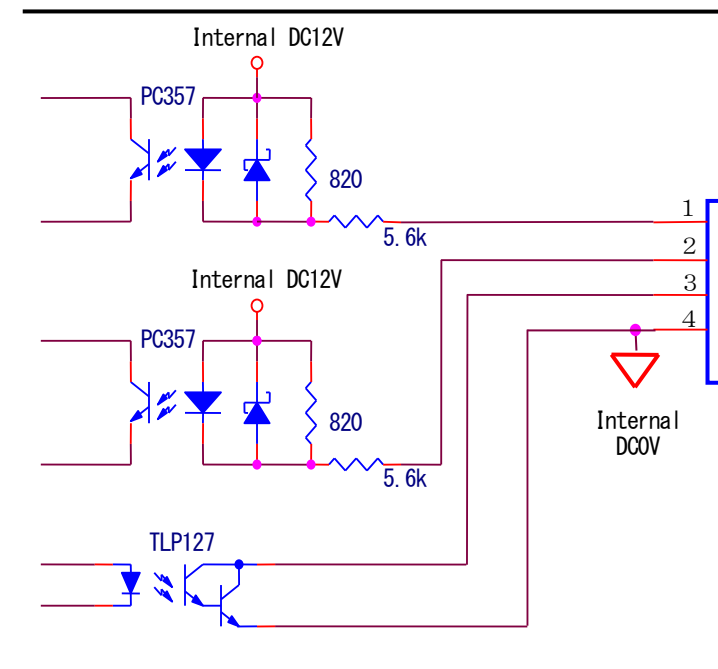 Internal DC12V
PC357
820
5.6k
1
2
3
4
Internal DC12V
PC357
820
5.6k
Internal
DC0V
TLP127